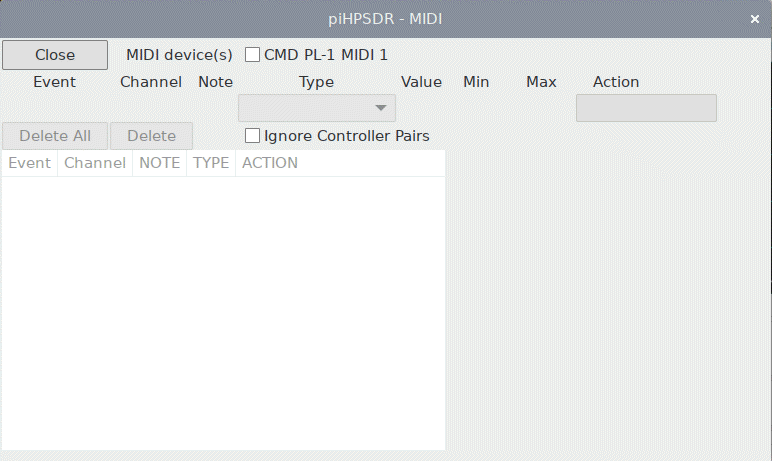 piHPSDR - MIDI
Close MIDI device(s) CMD PL-1 MIDI 1
Event Channel Note Type Value Min Max Action
Delete All Delete Ignore Controller Pairs
Event Channel NOTE TYPE ACTION